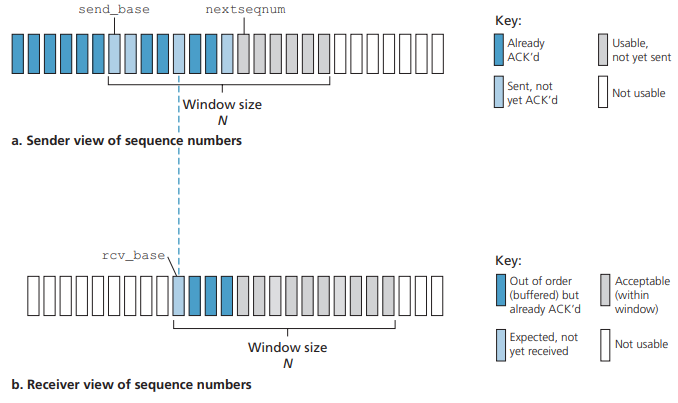 send_base
nextseqnum
Key:
Already
ACK’d
Usable,
not yet sent
Sent, not
yet ACK’d
Not usable
Window size
N
a. Sender view of sequence numbers
rcv_base
Key:
Out of order
(buffered) but
already ACK’d
Acceptable
(within
window)
Expected, not
yet received
Not usable
Window size
N
b. Receiver view of sequence numbers